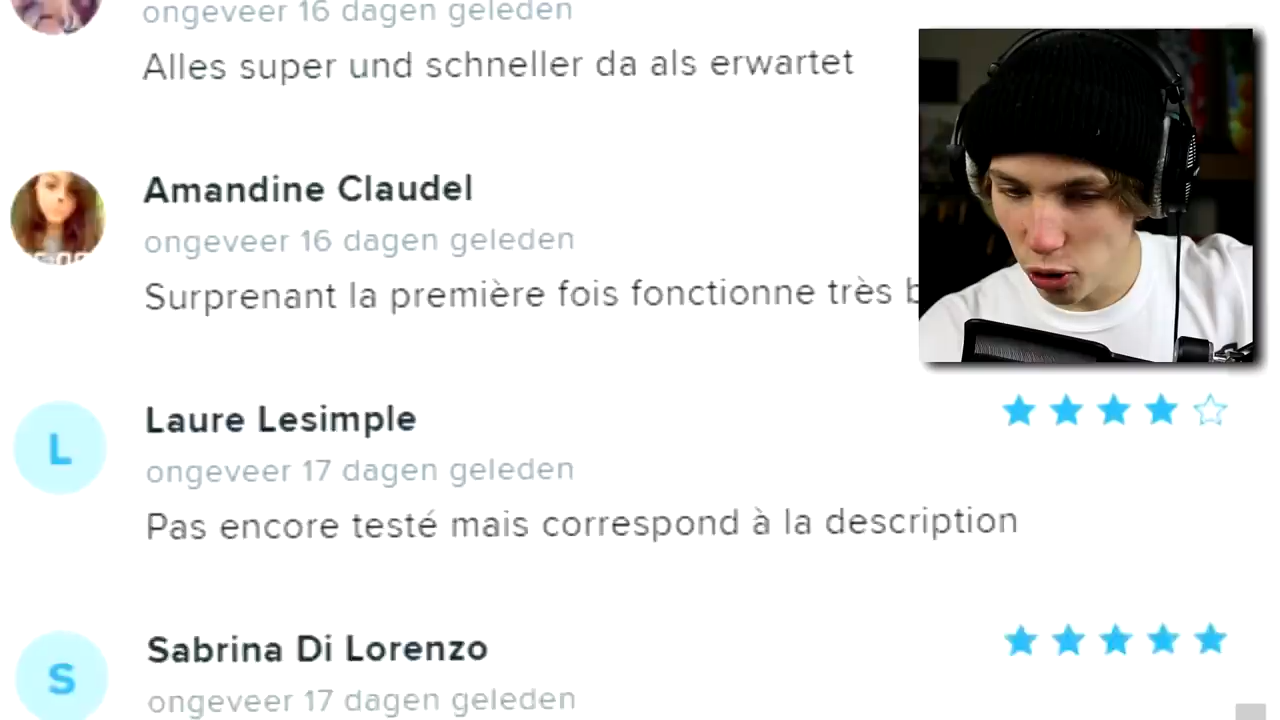 ongeveer 16 dagen geleden
Alles super und schneller da als erwartet
Amandine Claudel
ongeveer 16 dagen geleden
Surprenant la première fois fonctionne très
Laure Lesimple
ongeveer 17 dagen geleden
Pas encore testé mais correspond à la description
Sabrina Di Lorenzo
ongeveer 17 dagen geleden
L
S